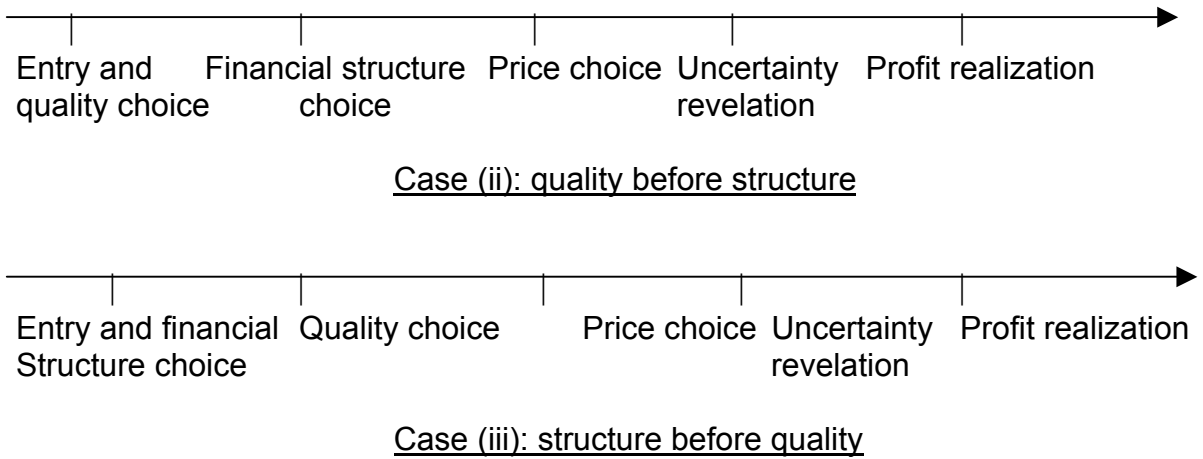 Entry and Financial structure Price choice Uncertainty Profit realization
quality choice choice revelation
Case (ii): quality before structure
Entry and financial Quality choice Price choice Uncertainty Profit realization
Structure choice revelation
Case (iii): structure before quality